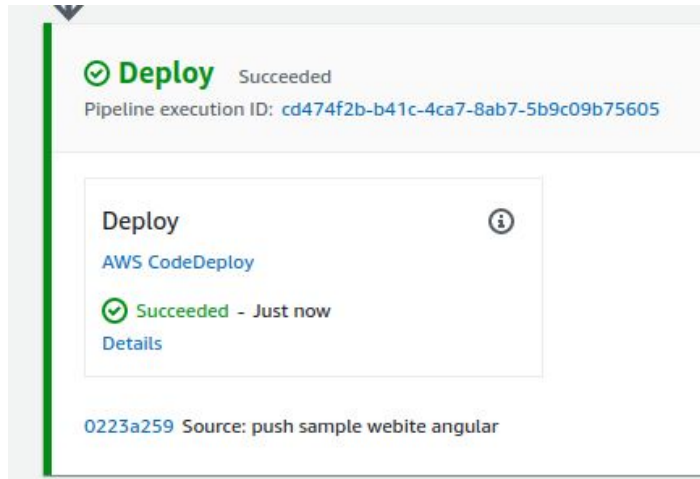 Deploy Succeeded
Pipeline execution ID: cd474f2b-b41c-4ca7-8ab7-5b9c09b75605
Deploy
AWS CodeDeploy
Succeeded - Just now
Details
0223a259 Source: push sample webite angular